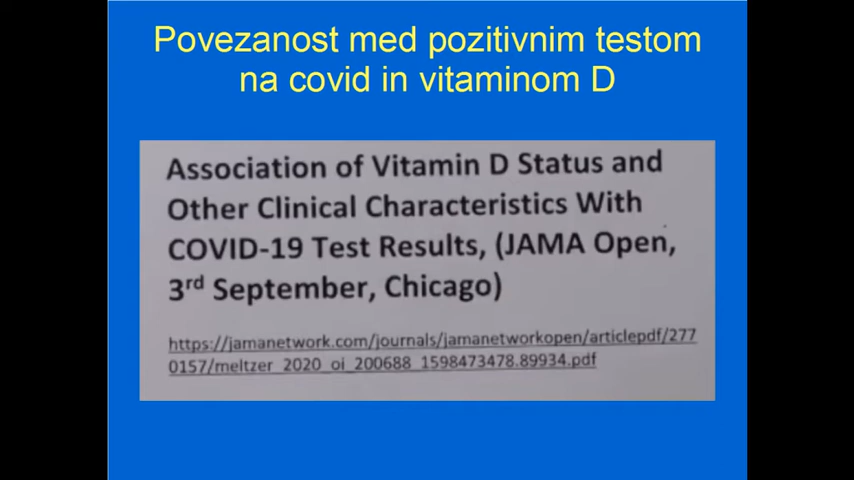 Povezanost med pozitivnim testom
na covid in vitaminom D
Association of Vitamin D Status and
Other Clinical Characteristics With
COVID-19 Test Results, (JAMA Open,
3rd September, Chicago)
https://jamanetwork.com/journals/jamanetworkopen/articlepdf/277
0157/meltzer_2020_oi_200688_1598473478.89934.pdf